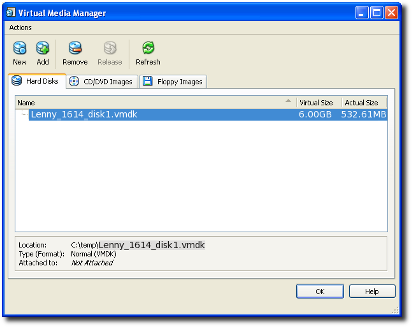 Virtual Media Manager
Actions
New Add Remove Release Refresh
Hard Disks CD/DVD Images Floppy Images
Name Virtual Size Actual Size
Lenny_1614_disk1.vmdk 6.00GB 532.61MB
Location: C:\temp\Lenny_1614_disk1.vmdk
Type (Format): Normal (VMDK)
Attached to: Not Attached
OK Help